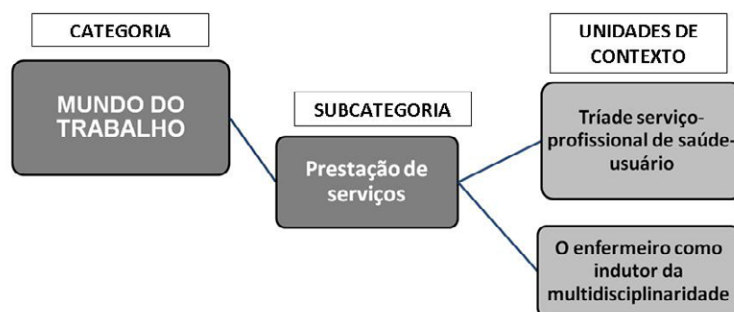 CATEGORIA
MUNDO DO
TRABALHO
SUBCATEGORIA
Prestação de
serviços
UNIDADES DE
CONTEXTO
Tríade serviço-
profissional de saúde-
usuário
O enfermeiro como
indutor da
multidisciplinaridade